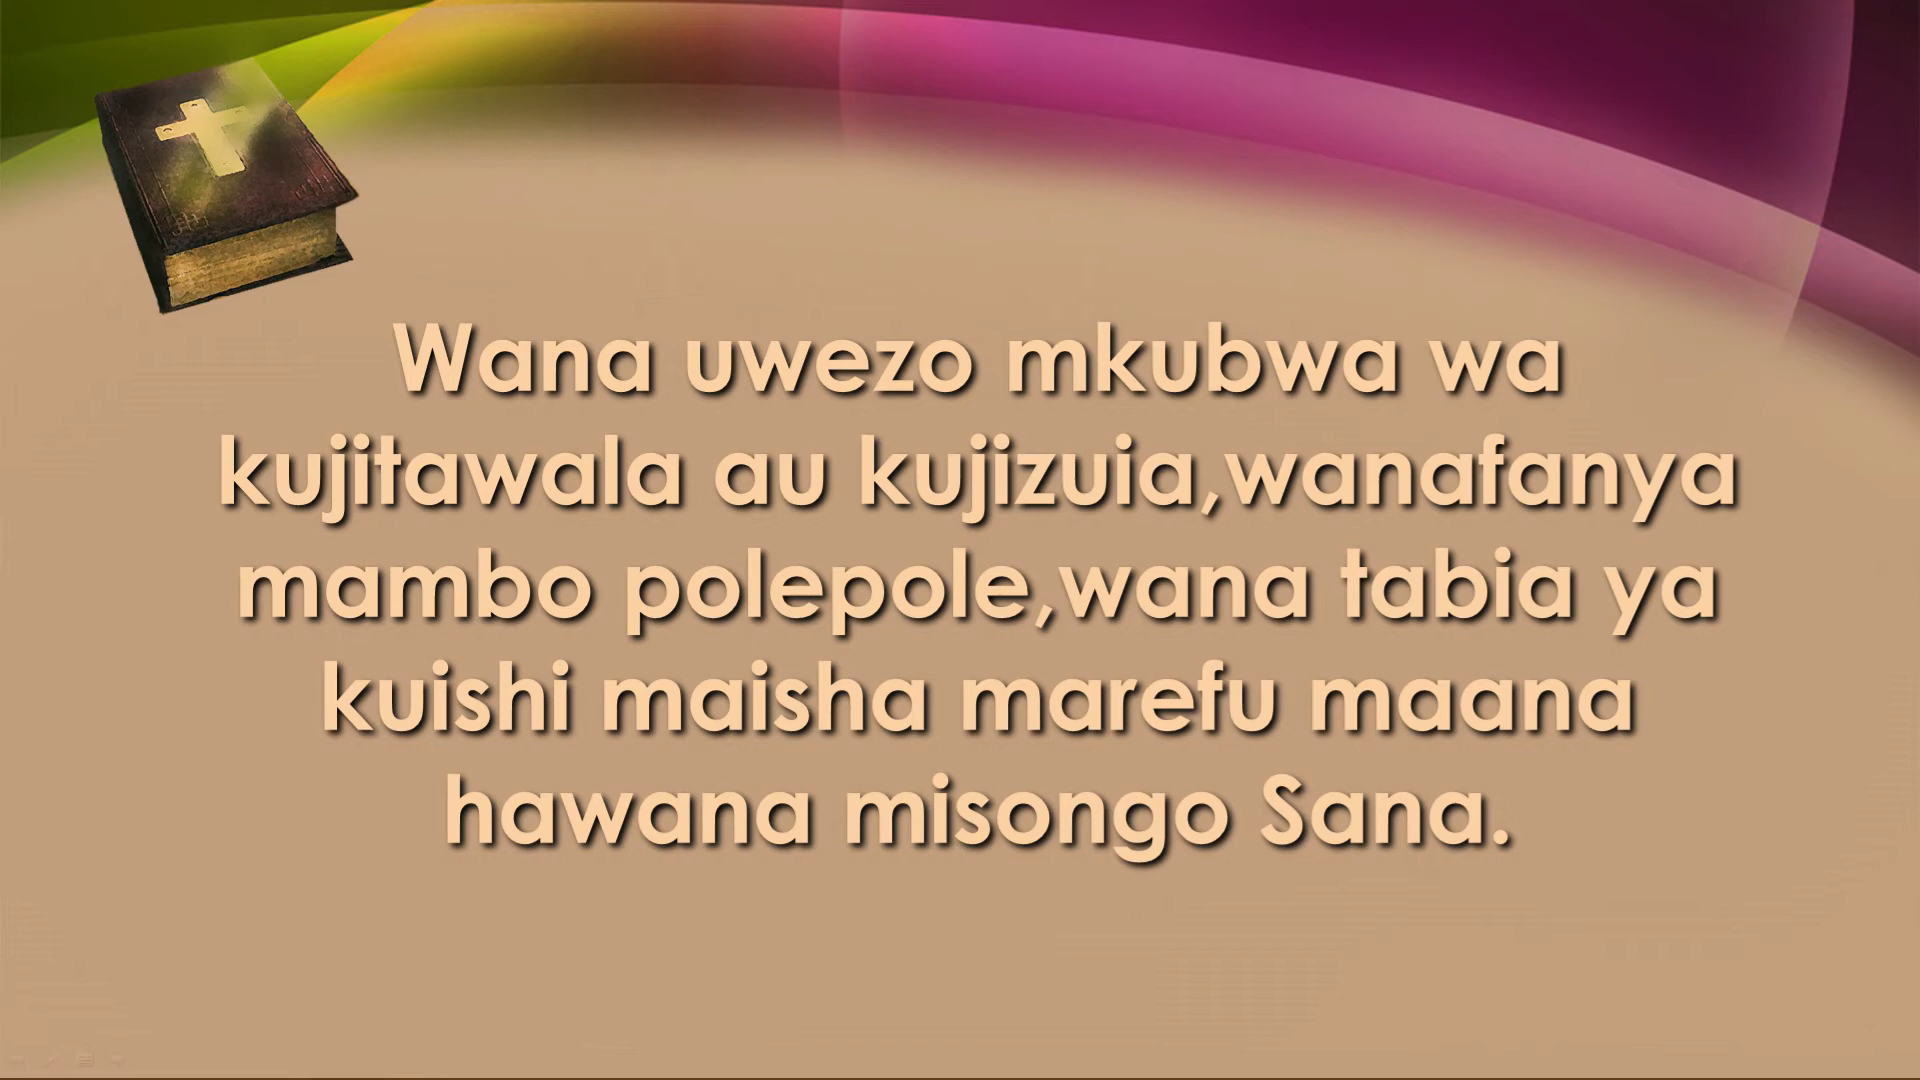 Wana uwezo mkubwa wa
kujitawala au kujizuia,wanafanya
mambo polepole,wana tabia ya
kuishi maisha marefu maana
hawana misongo Sana.